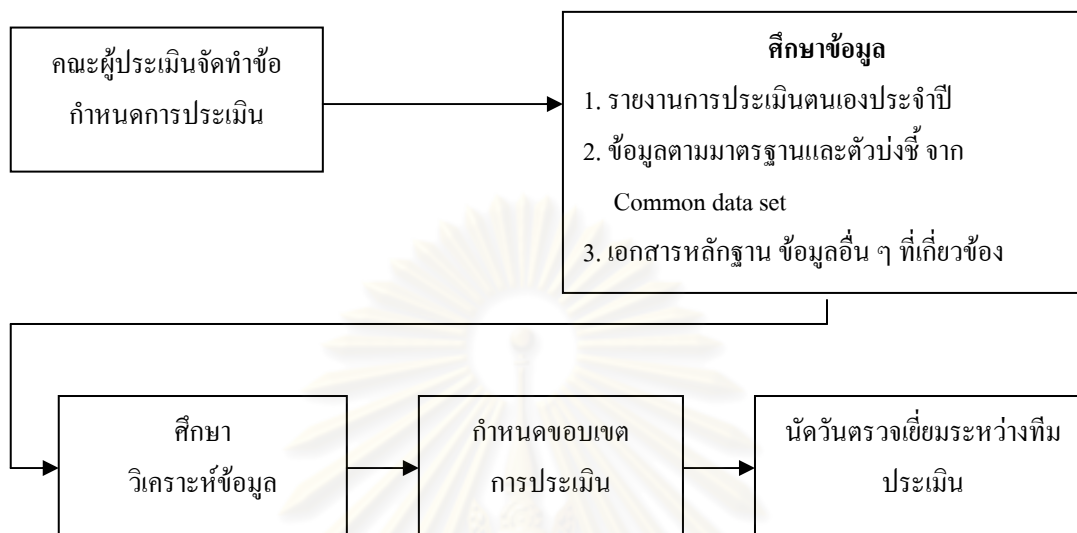 คณะผู้ประเมินจัดทำข้อ
กำหนดการประเมิน
ศึกษาข้อมูล
1. รายงานการประเมินตนเองประจำปี
2. ข้อมูลตามมาตรฐานและตัวบ่งชี้ จาก
Common data set
3. เอกสารหลักฐาน ข้อมูลอื่น ๆ ที่เกี่ยวข้อง
ศึกษา
วิเคราะห์ข้อมูล
กำหนดขอบเขต
การประเมิน
นัดวันตรวจเยี่ยมระหว่างทีม
ประเมิน